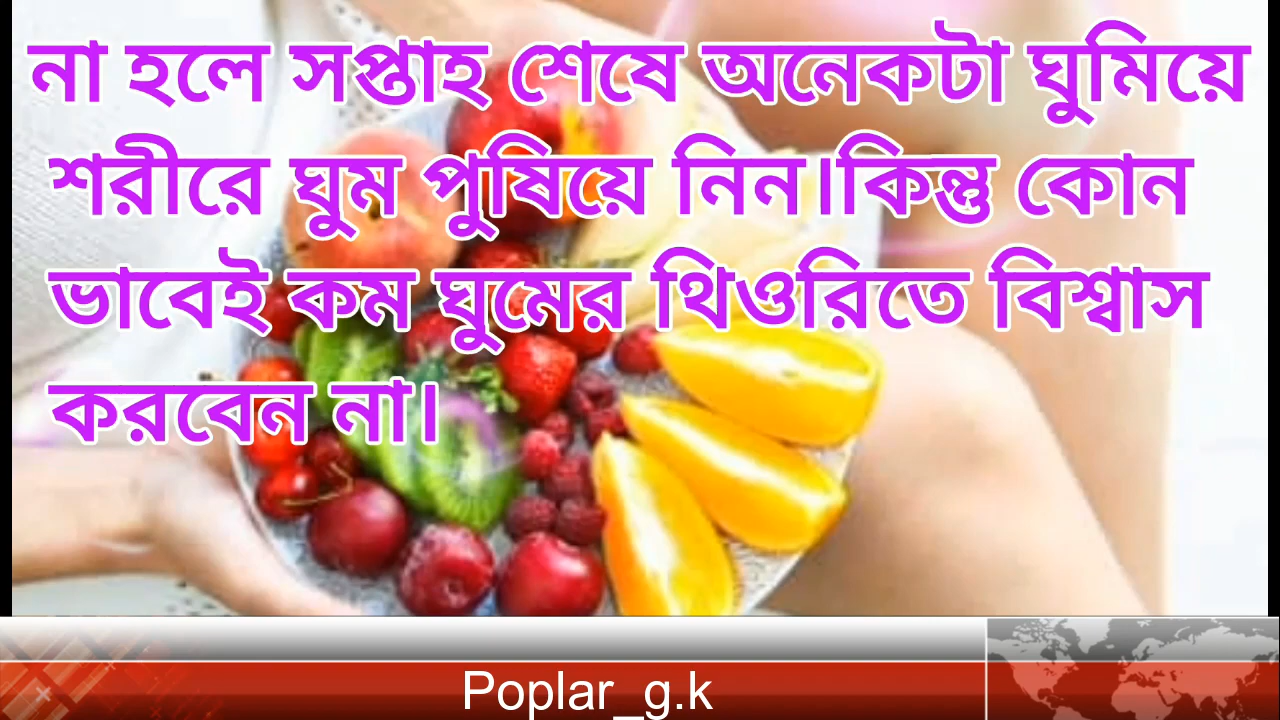 না হলে সপ্তাহ শেষে অনেকটা ঘুমিয়ে
শরীরে ঘুম পুষিয়ে নিন।কিন্তু কোন
ভাবেই কম ঘুমের থিওরিতে বিশ্বাস
করবেন না।
Poplar_g.k